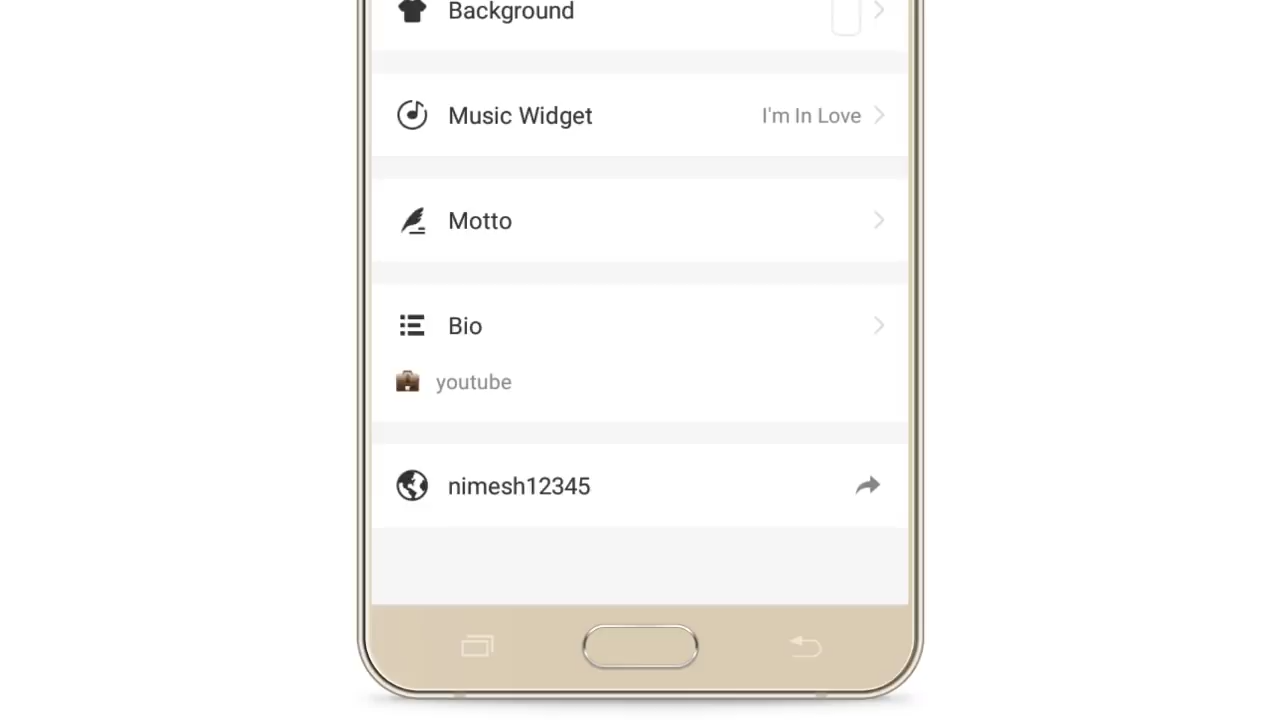 Background
Music Widget I'm In Love
Motto
Bio
youtube
nimesh12345